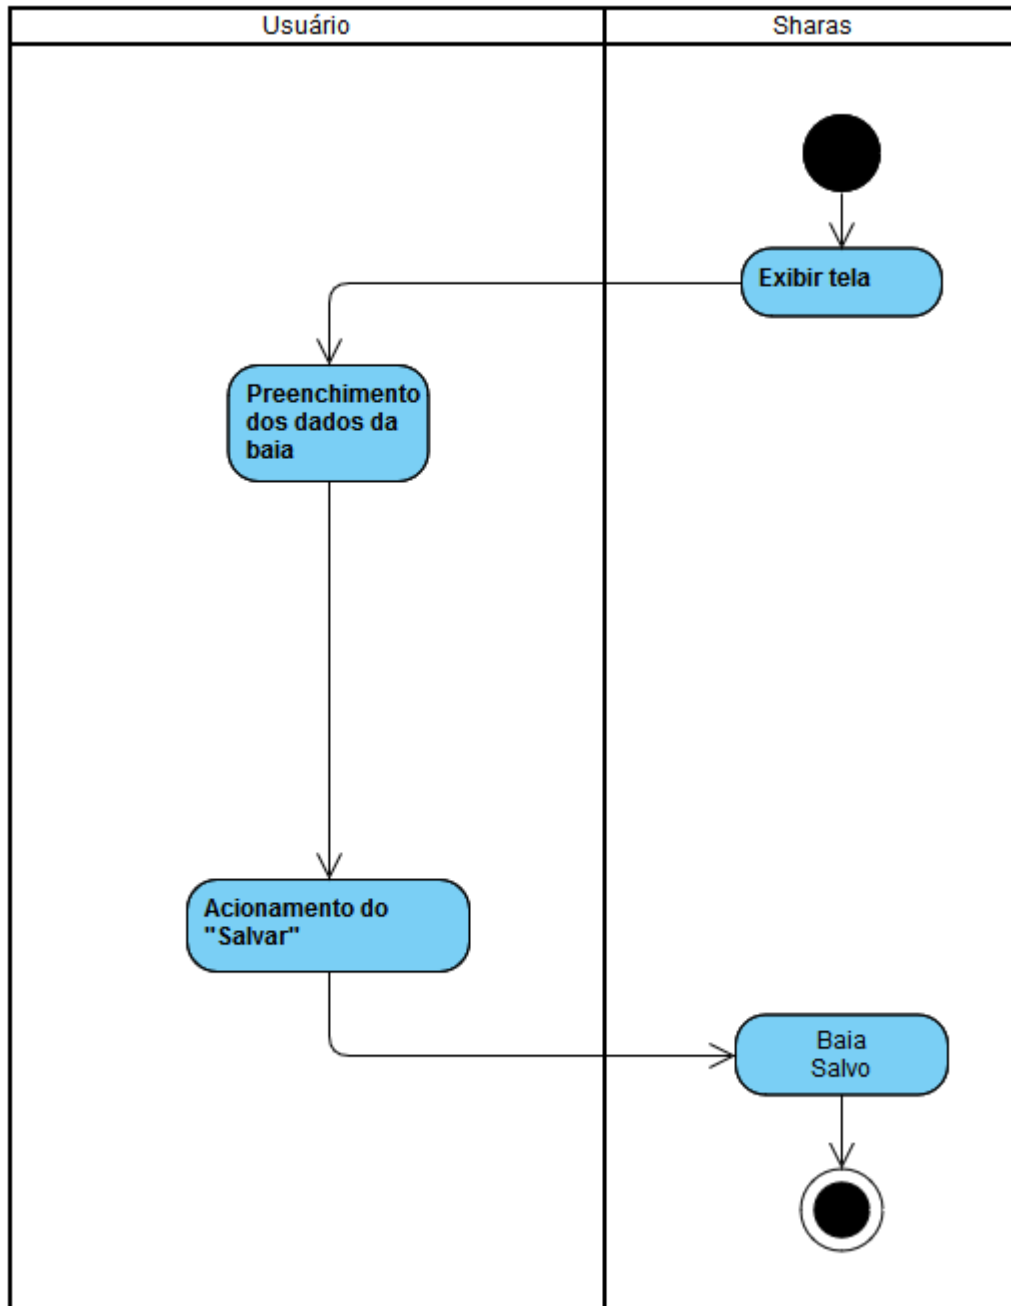 Usuário
Sharas
Exibir tela
Preenchimento
dos dados da
baia
Acionamento do
"Salvar"
Baia
Salvo